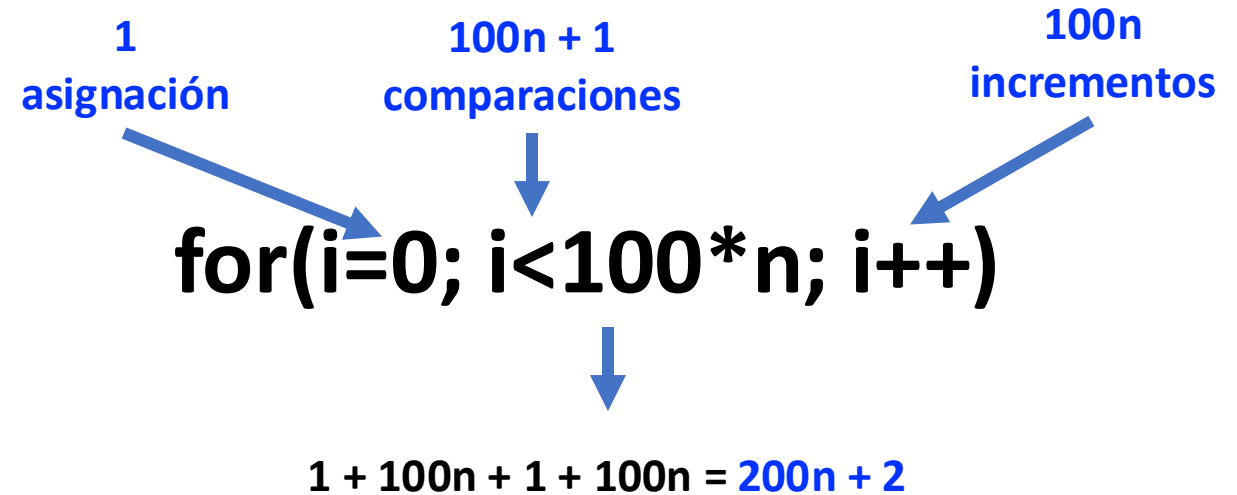 1
asignación
100n + 1
comparaciones
100n
incrementos
for(i=0; i<100*n; i++)
1 + 100n + 1 + 100n = 200n + 2